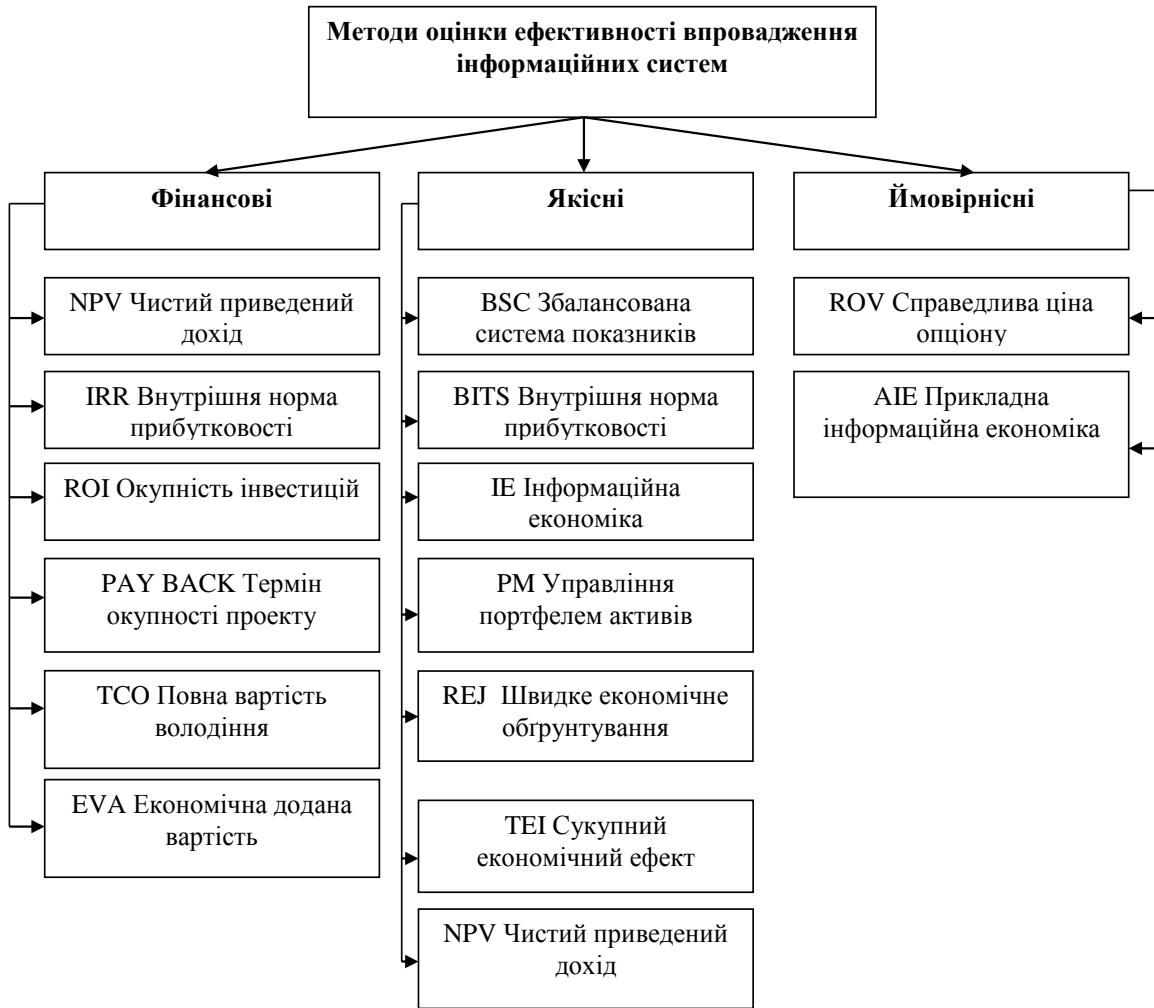 Методи оцінки ефективності впровадження
інформаційних систем
Фінансові
Якісні
Ймовірнісні
NPV Чистий приведений
дохід
IRR Внутрішня норма
прибутковості
ROI Окупність інвестицій
PAY BACK Термін
окупності проекту
TCO Повна вартість
володіння
EVA Економічна додана
вартість
BSC Збалансована
система показників
BITS Внутрішня норма
прибутковості
IE Інформаційна
економіка
PM Управління
портфелем активів
REJ Швидке економічне
обґрунтування
TEI Сукупний
економічний ефект
NPV Чистий приведений
дохід
ROV Справедлива ціна
опціону
AIE Прикладна
інформаційна економіка